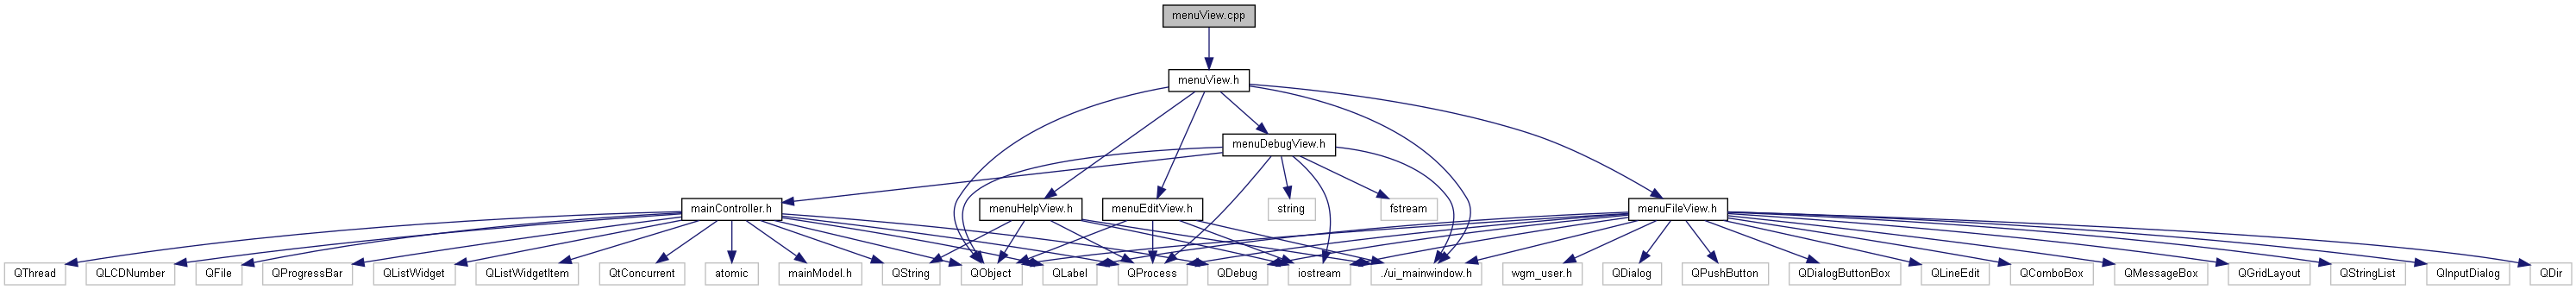 menuView.cpp
menuView.h
menuDebugView.h
mainController.h
menuHelpView.h
menuEditView.h
string
fstream
menuFileView.h
QThread
QLCDNumber
QFile
QProgressBar
QListWidget
QListWidgetItem
QtConcurrent
atomic
mainModel.h
QString
QObject
QLabel
QProcess
QDebug
iostream
../ui_mainwindow.h
wgm_user.h
QDialog
QPushButton
QDialogButtonBox
QLineEdit
QComboBox
QMessageBox
QGridLayout
QStringList
QInputDialog
QDir